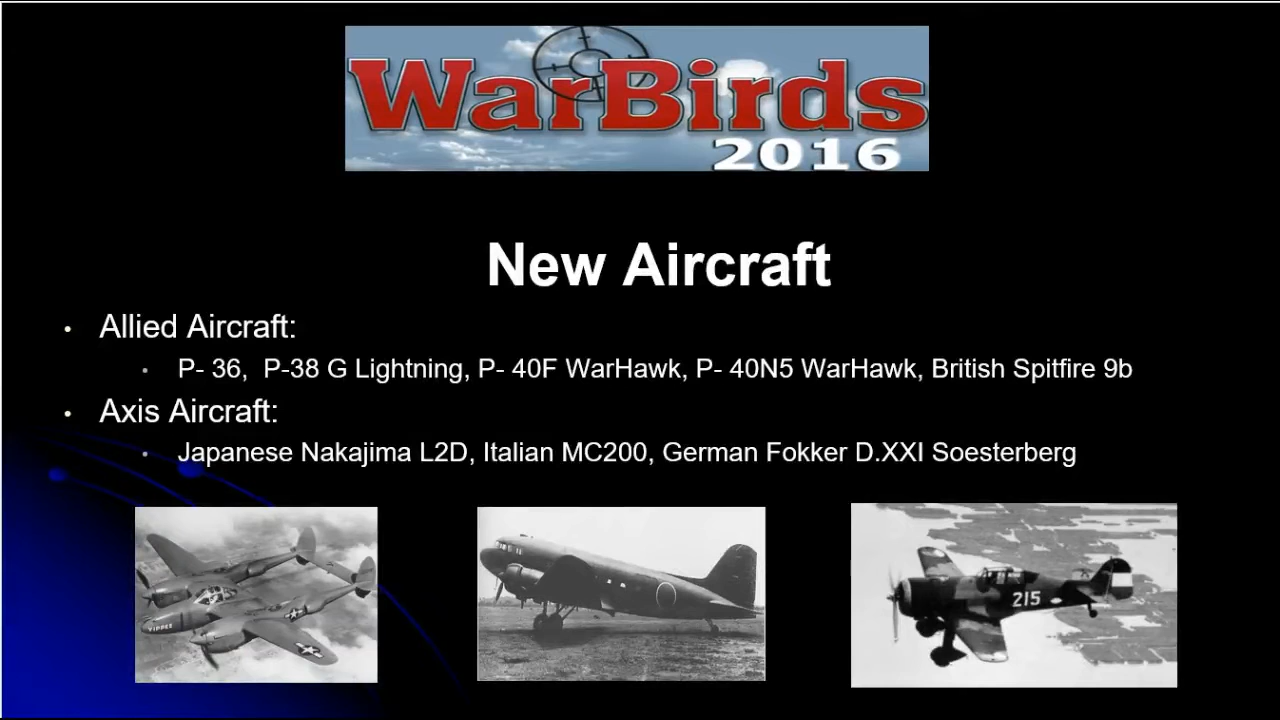 WarBirds
2016
New Aircraft
• Allied Aircraft:
• P- 36,  P-38 G Lightning, P- 40F WarHawk, P- 40N5 WarHawk, British Spitfire 9b
• Axis Aircraft:
• Japanese Nakajima L2D, Italian MC200, German Fokker D.XXI Soesterberg
YIPPEE
215